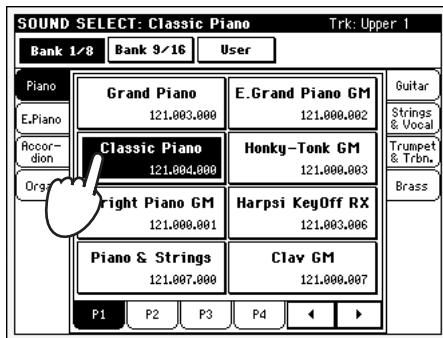 SOUND SELECT: Classic Piano Trk: Upper 1
Bank 1/8 Bank 9/16 User
Piano
E.Piano
Accor-
dion
Grand Piano
121.003.000
E.Grand Piano GM
121.000.002
Classic Piano
121.004.000
Honky-Tonk GM
121.000.003
Piano GM
121.000.001
Harpsi KeyOff RX
121.003.006
Piano & Strings
121.007.000
Clav GM
121.000.007
Guitar
Strings
& Vocal
Trumpet
& Trbn.
Brass
P1 P2 P3 P4